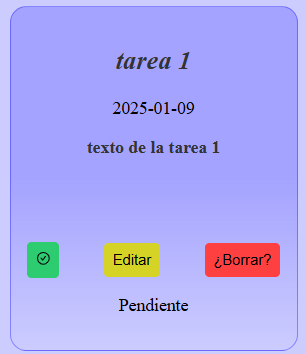 tarea 1
2025-01-09
texto de la tarea 1
Editar ¿Borrar?
Pendiente